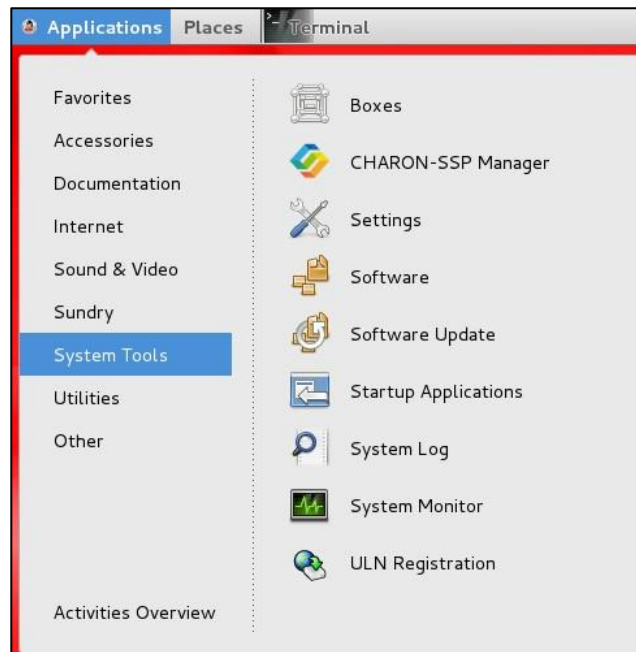 Applications Places Terminal
Favorites
Accessories
Documentation
Internet
Sound & Video
Sundry
System Tools
Utilities
Other
Activities Overview
Boxes
CHARON-SSP Manager
Settings
Software
Software Update
Startup Applications
System Log
System Monitor
ULN Registration